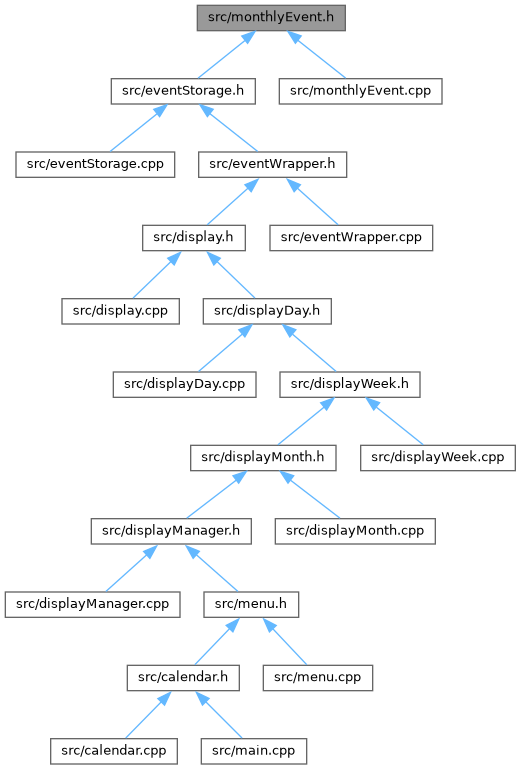 src/monthlyEvent.h
src/eventStorage.h
src/monthlyEvent.cpp
src/eventStorage.cpp
src/eventWrapper.h
src/display.h
src/eventWrapper.cpp
src/display.cpp
src/displayDay.h
src/displayDay.cpp
src/displayWeek.h
src/displayMonth.h
src/displayWeek.cpp
src/displayManager.h
src/displayMonth.cpp
src/displayManager.cpp
src/menu.h
src/calendar.h
src/menu.cpp
src/calendar.cpp
src/main.cpp